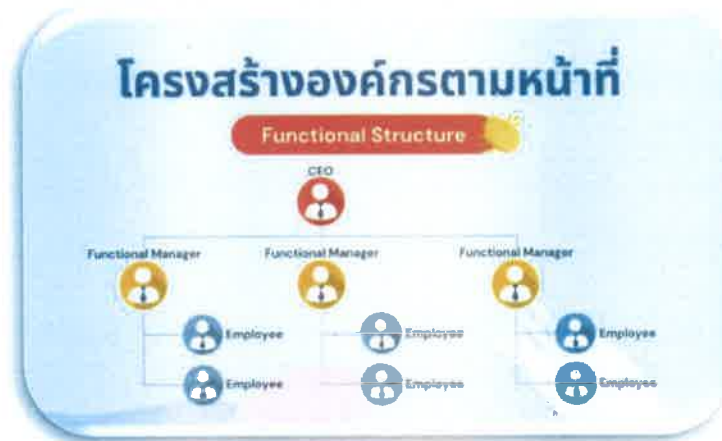 โครงสร้างองค์กรตามหน้าที่
Functional Structure
CEO
Functional Manager Functional Manager Functional Manager
Employee Employee Employee
Employee Employee Employee